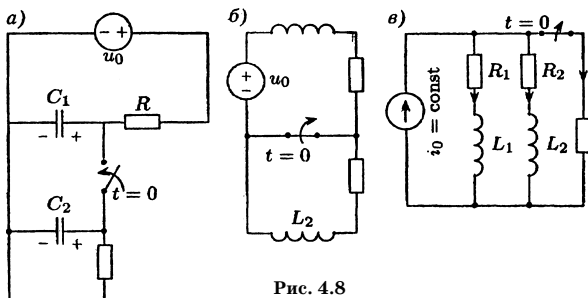 а)
− +
u₀
C₁
R
− +
t = 0
C₂
− +
б)
+
−
u₀
t = 0
L₂
в)
t = 0
i₀ = const
R₁
R₂
L₁
L₂
Рис. 4.8